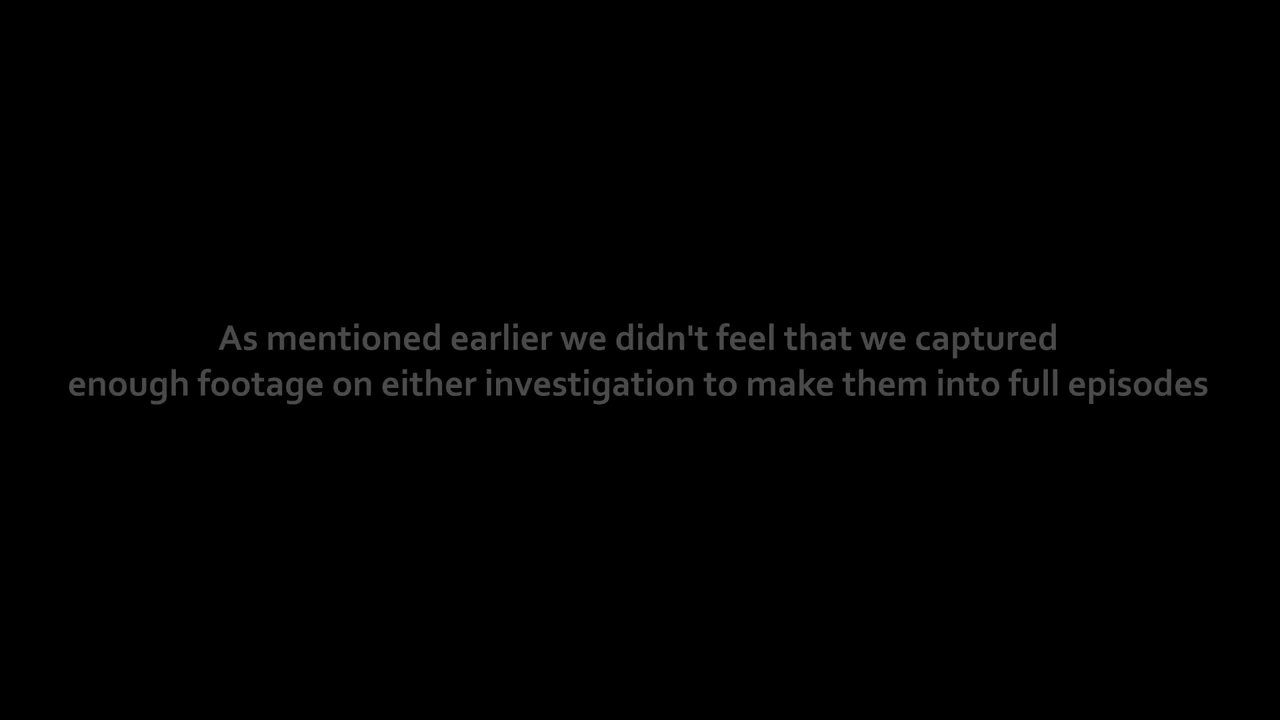 As mentioned earlier we didn't feel that we captured
enough footage on either investigation to make them into full episodes